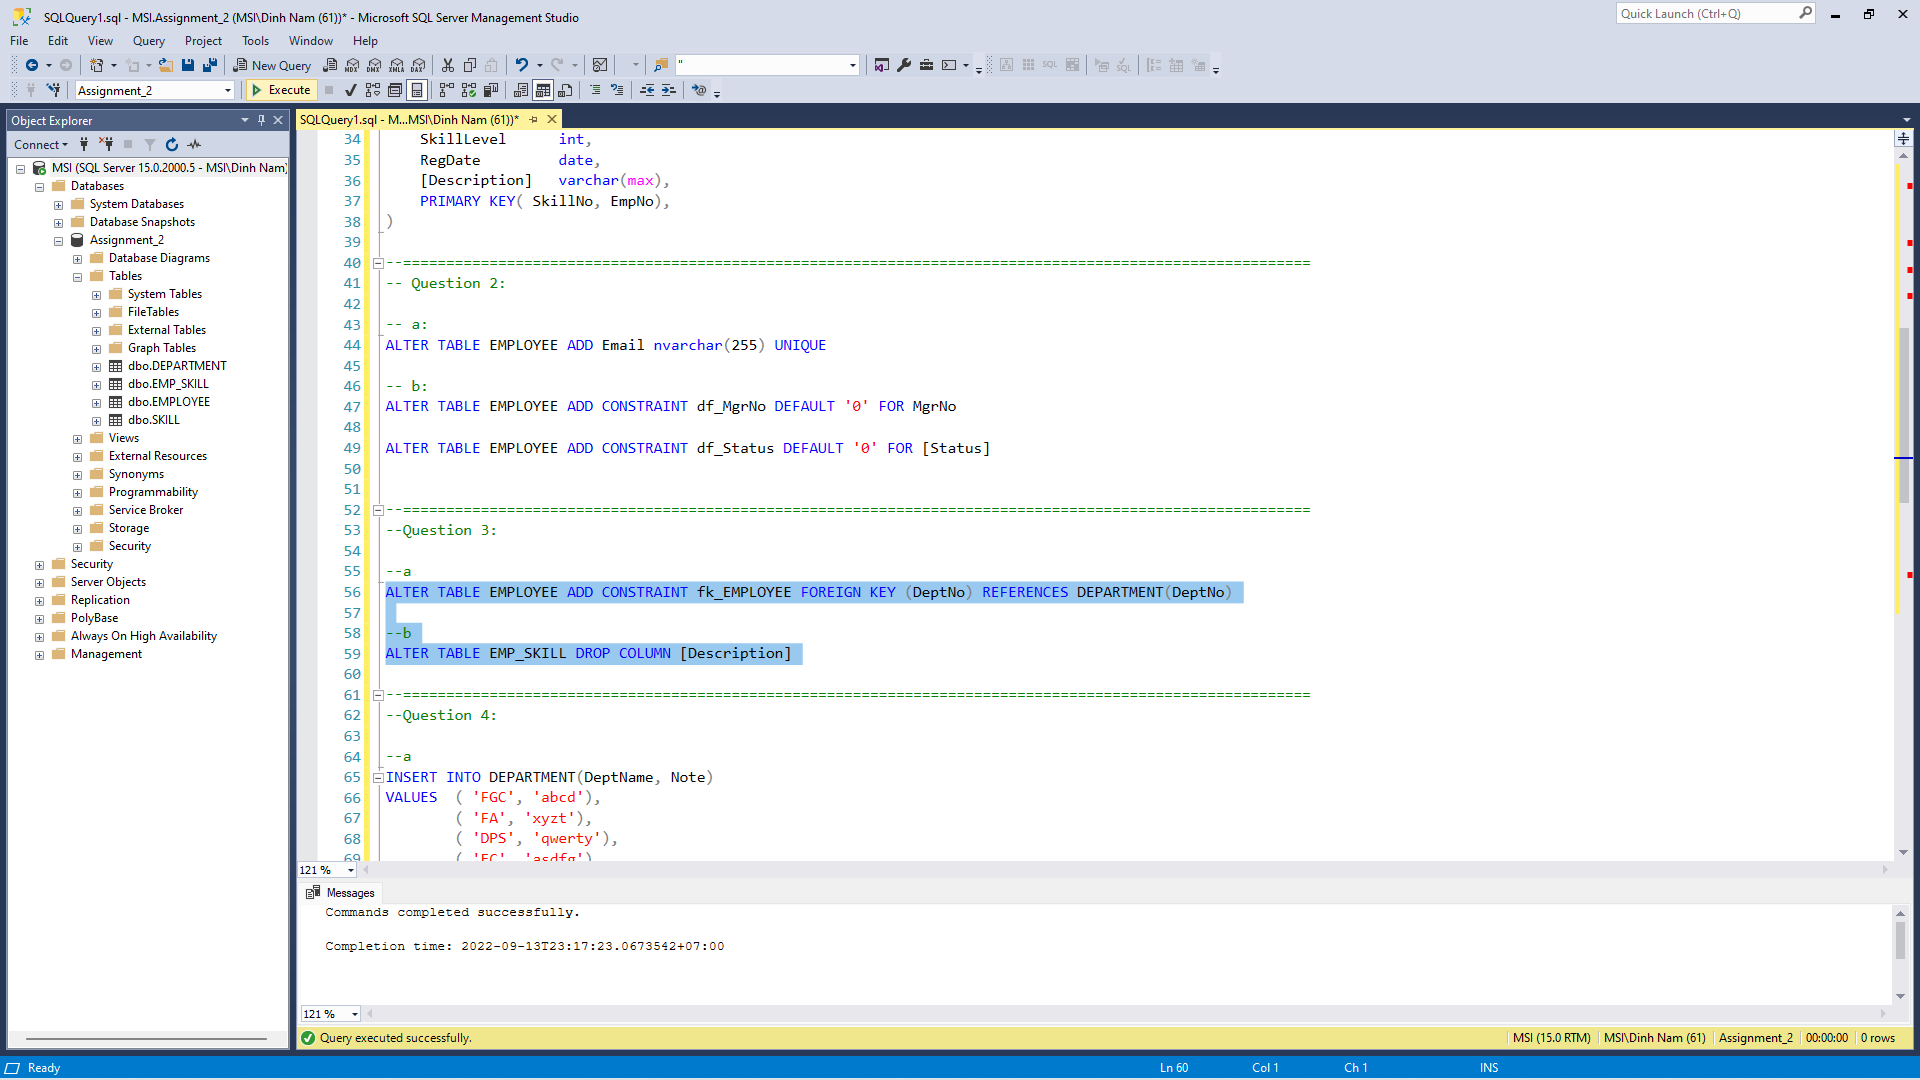 SQLQuery1.sql - MSI.Assignment_2 (MSI\Dinh Nam (61))* - Microsoft SQL Server Management Studio
Quick Launch (Ctrl+Q)
File Edit View Query Project Tools Window Help
New Query
MDX DMX XMLA DAX
"
Assignment_2
Execute
Object Explorer
Connect
MSI (SQL Server 15.0.2000.5 - MSI\Dinh Nam)
Databases
System Databases
Database Snapshots
Assignment_2
Database Diagrams
Tables
System Tables
FileTables
External Tables
Graph Tables
dbo.DEPARTMENT
dbo.EMP_SKILL
dbo.EMPLOYEE
dbo.SKILL
Views
External Resources
Synonyms
Programmability
Service Broker
Storage
Security
Security
Server Objects
Replication
PolyBase
Always On High Availability
Management
SQLQuery1.sql - M...MSI\Dinh Nam (61))*
34 SkillLevel int,
35 RegDate date,
36 [Description] varchar(max),
37 PRIMARY KEY( SkillNo, EmpNo),
38 )
39
40 --=========================================================================================================
41 -- Question 2:
42
43 -- a:
44 ALTER TABLE EMPLOYEE ADD Email nvarchar(255) UNIQUE
45
46 -- b:
47 ALTER TABLE EMPLOYEE ADD CONSTRAINT df_MgrNo DEFAULT '0' FOR MgrNo
48
49 ALTER TABLE EMPLOYEE ADD CONSTRAINT df_Status DEFAULT '0' FOR [Status]
50
51
52 --=========================================================================================================
53 --Question 3:
54
55 --a
56 ALTER TABLE EMPLOYEE ADD CONSTRAINT fk_EMPLOYEE FOREIGN KEY (DeptNo) REFERENCES DEPARTMENT(DeptNo)
57
58 --b
59 ALTER TABLE EMP_SKILL DROP COLUMN [Description]
60
61 --=========================================================================================================
62 --Question 4:
63
64 --a
65 INSERT INTO DEPARTMENT(DeptName, Note)
66 VALUES ( 'FGC', 'abcd'),
67 ( 'FA', 'xyzt'),
68 ( 'DPS', 'qwerty'),
69 ( 'FC', 'asdfg')
121 %
Messages
Commands completed successfully.
Completion time: 2022-09-13T23:17:23.0673542+07:00
121 %
Query executed successfully.
MSI (15.0 RTM) MSI\Dinh Nam (61) Assignment_2 00:00:00 0 rows
Ready
Ln 60 Col 1 Ch 1 INS